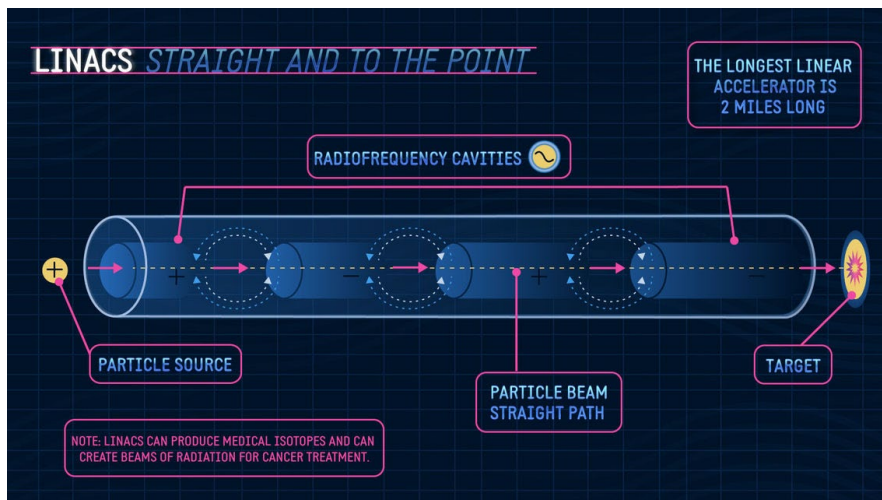 LINACS STRAIGHT AND TO THE POINT
THE LONGEST LINEAR
ACCELERATOR IS
2 MILES LONG
RADIOFREQUENCY CAVITIES
+
+
-
+
-
PARTICLE SOURCE
PARTICLE BEAM
STRAIGHT PATH
TARGET
NOTE: LINACS CAN PRODUCE MEDICAL ISOTOPES AND CAN
CREATE BEAMS OF RADIATION FOR CANCER TREATMENT.